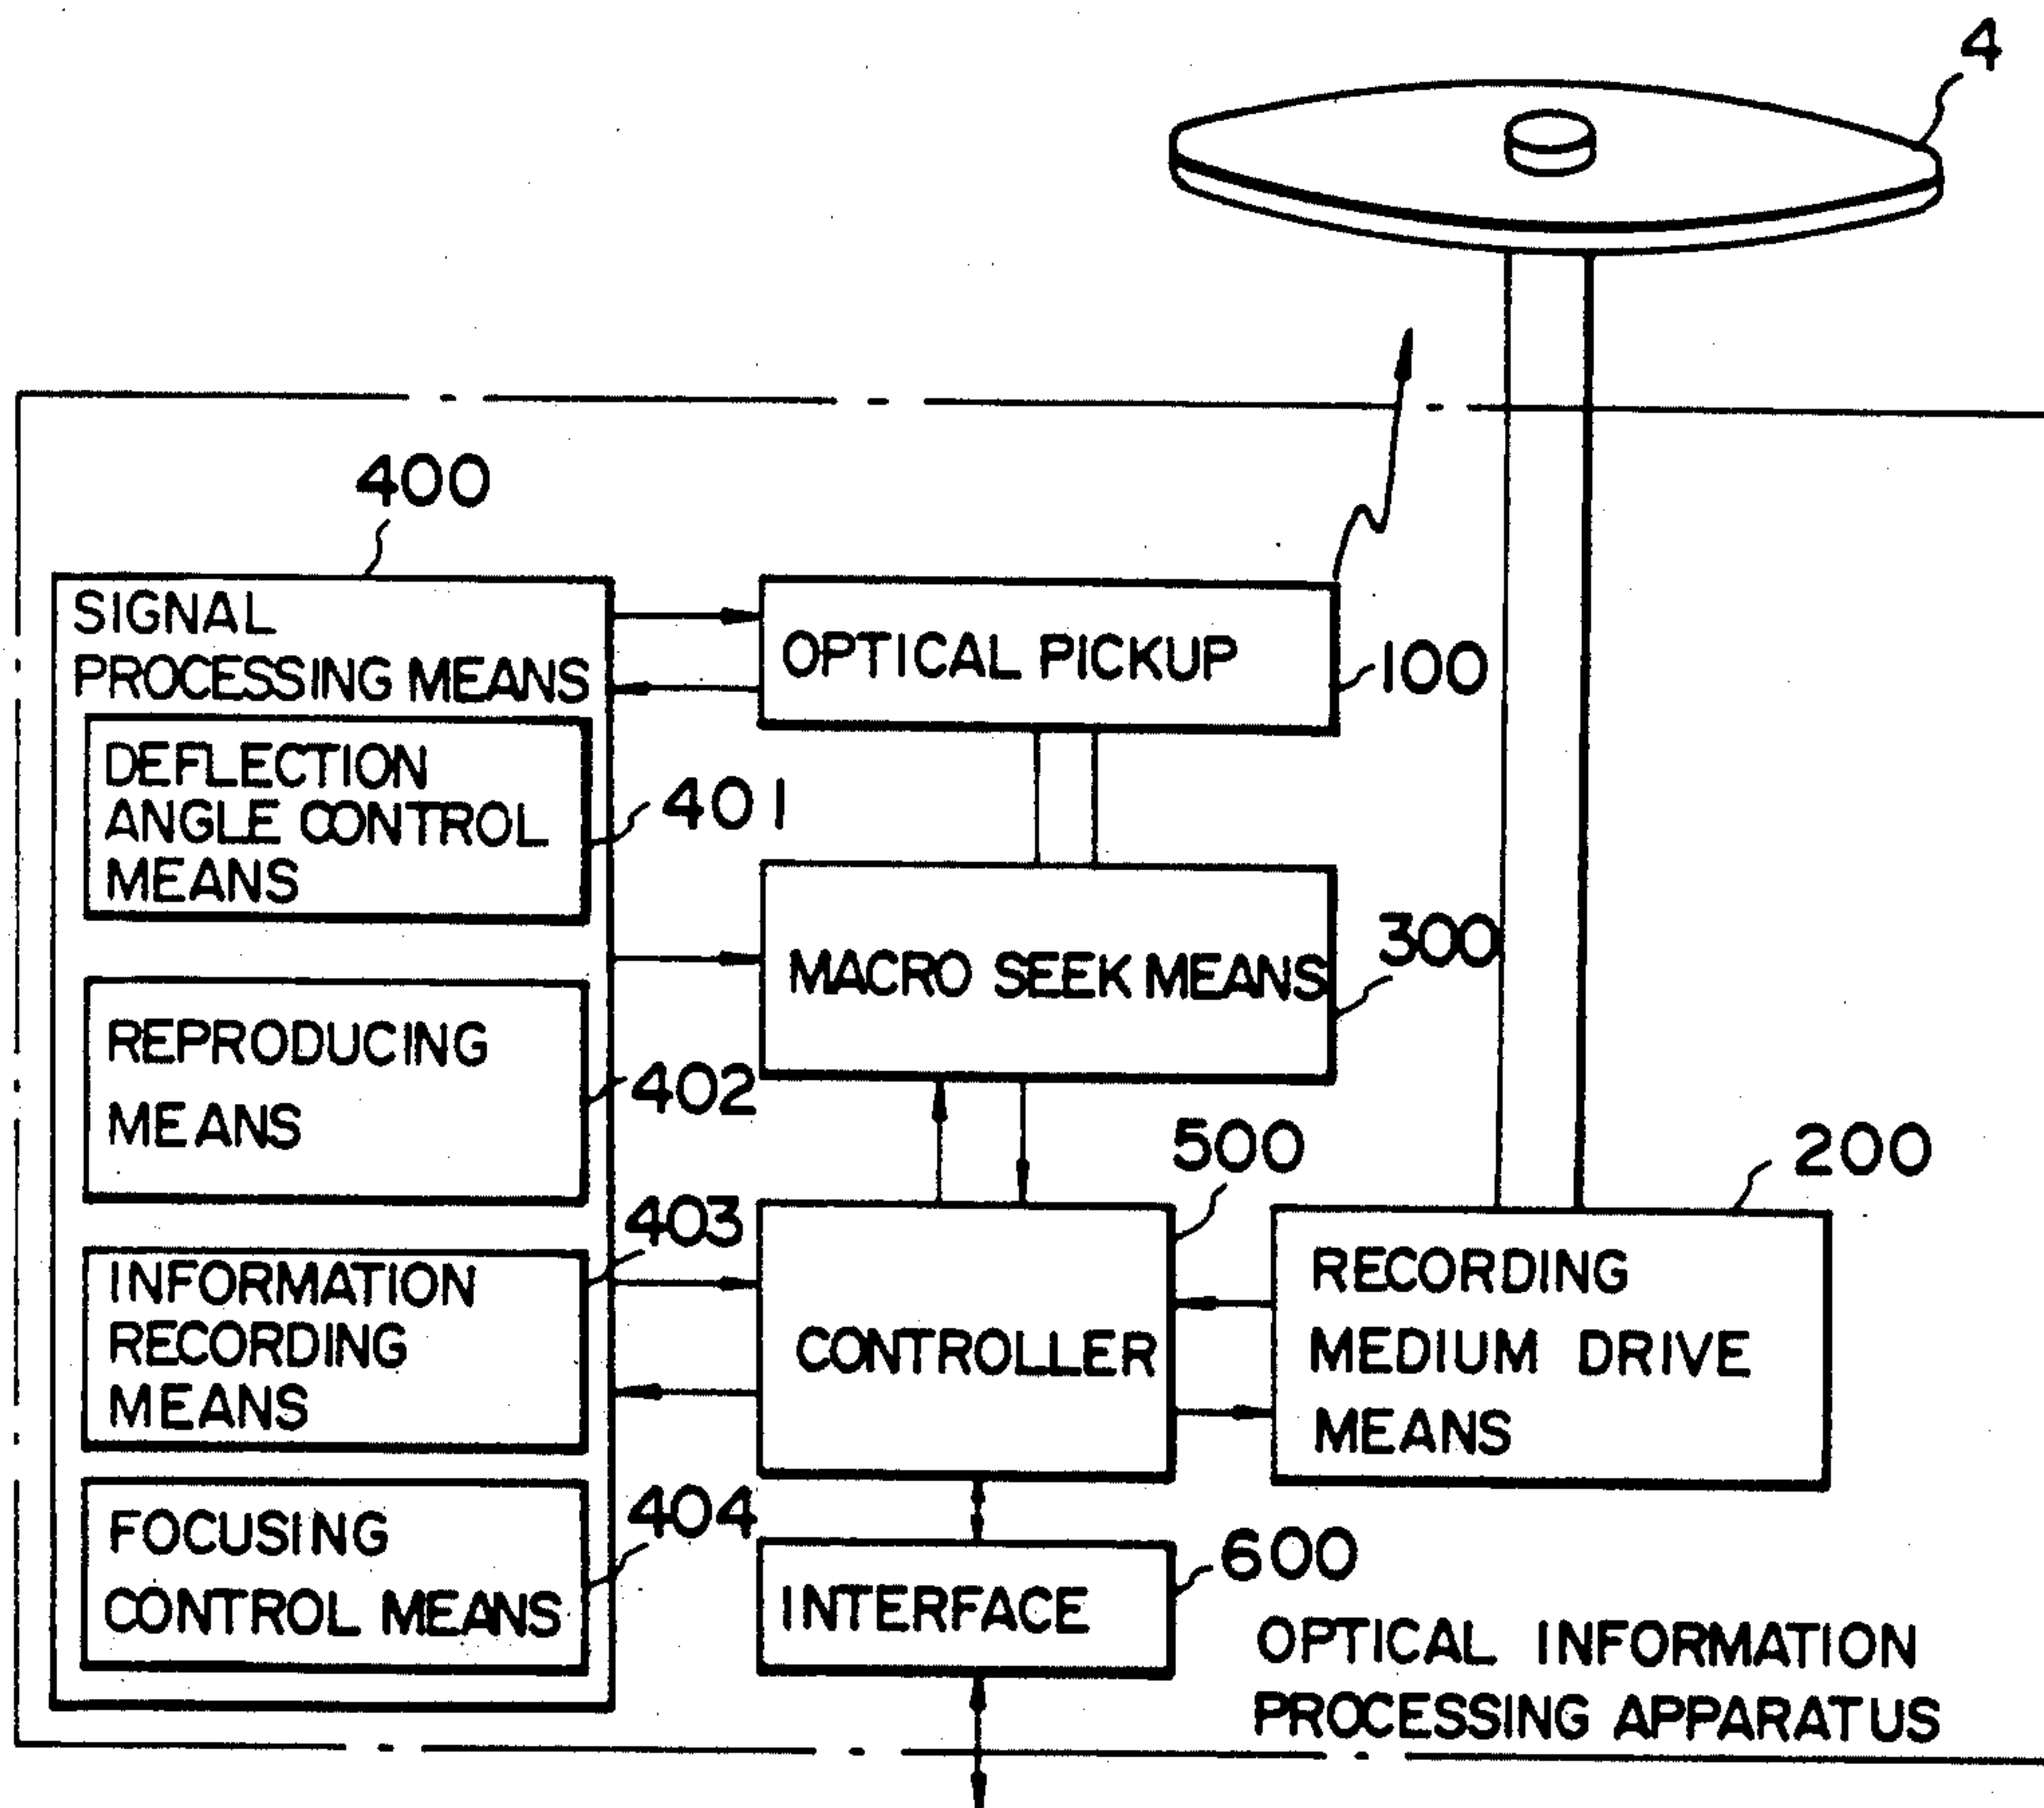 4
400
SIGNAL
PROCESSING MEANS
OPTICAL PICKUP
100
DEFLECTION
ANGLE CONTROL
MEANS
401
MACRO SEEK MEANS
300
REPRODUCING
MEANS
402
500
200
403
INFORMATION
RECORDING
MEANS
CONTROLLER
RECORDING
MEDIUM DRIVE
MEANS
404
FOCUSING
CONTROL MEANS
INTERFACE
600
OPTICAL INFORMATION
PROCESSING APPARATUS